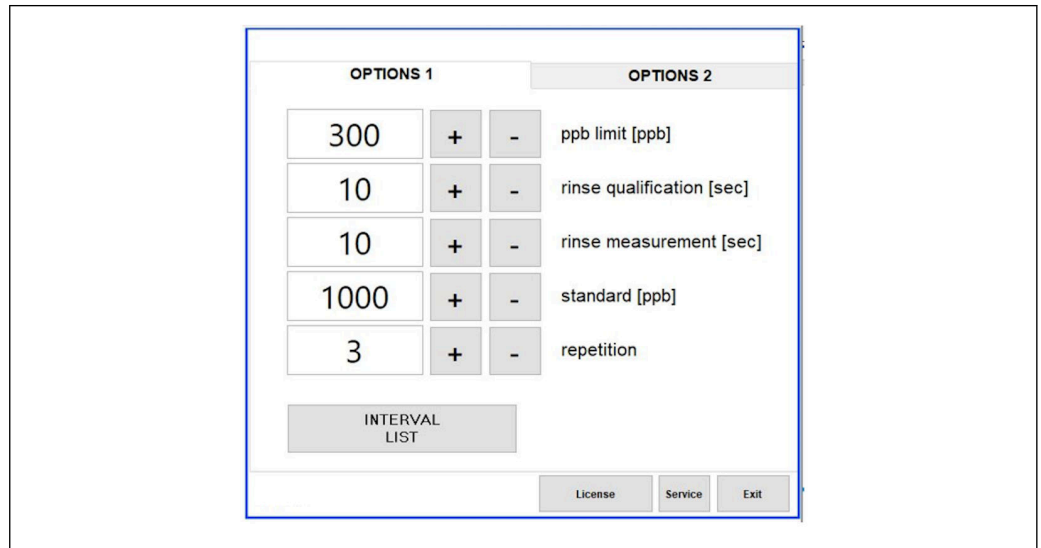 OPTIONS 1
OPTIONS 2
300 + - ppb limit [ppb]
10 + - rinse qualification [sec]
10 + - rinse measurement [sec]
1000 + - standard [ppb]
3 + - repetition
INTERVAL
LIST
License
Service
Exit